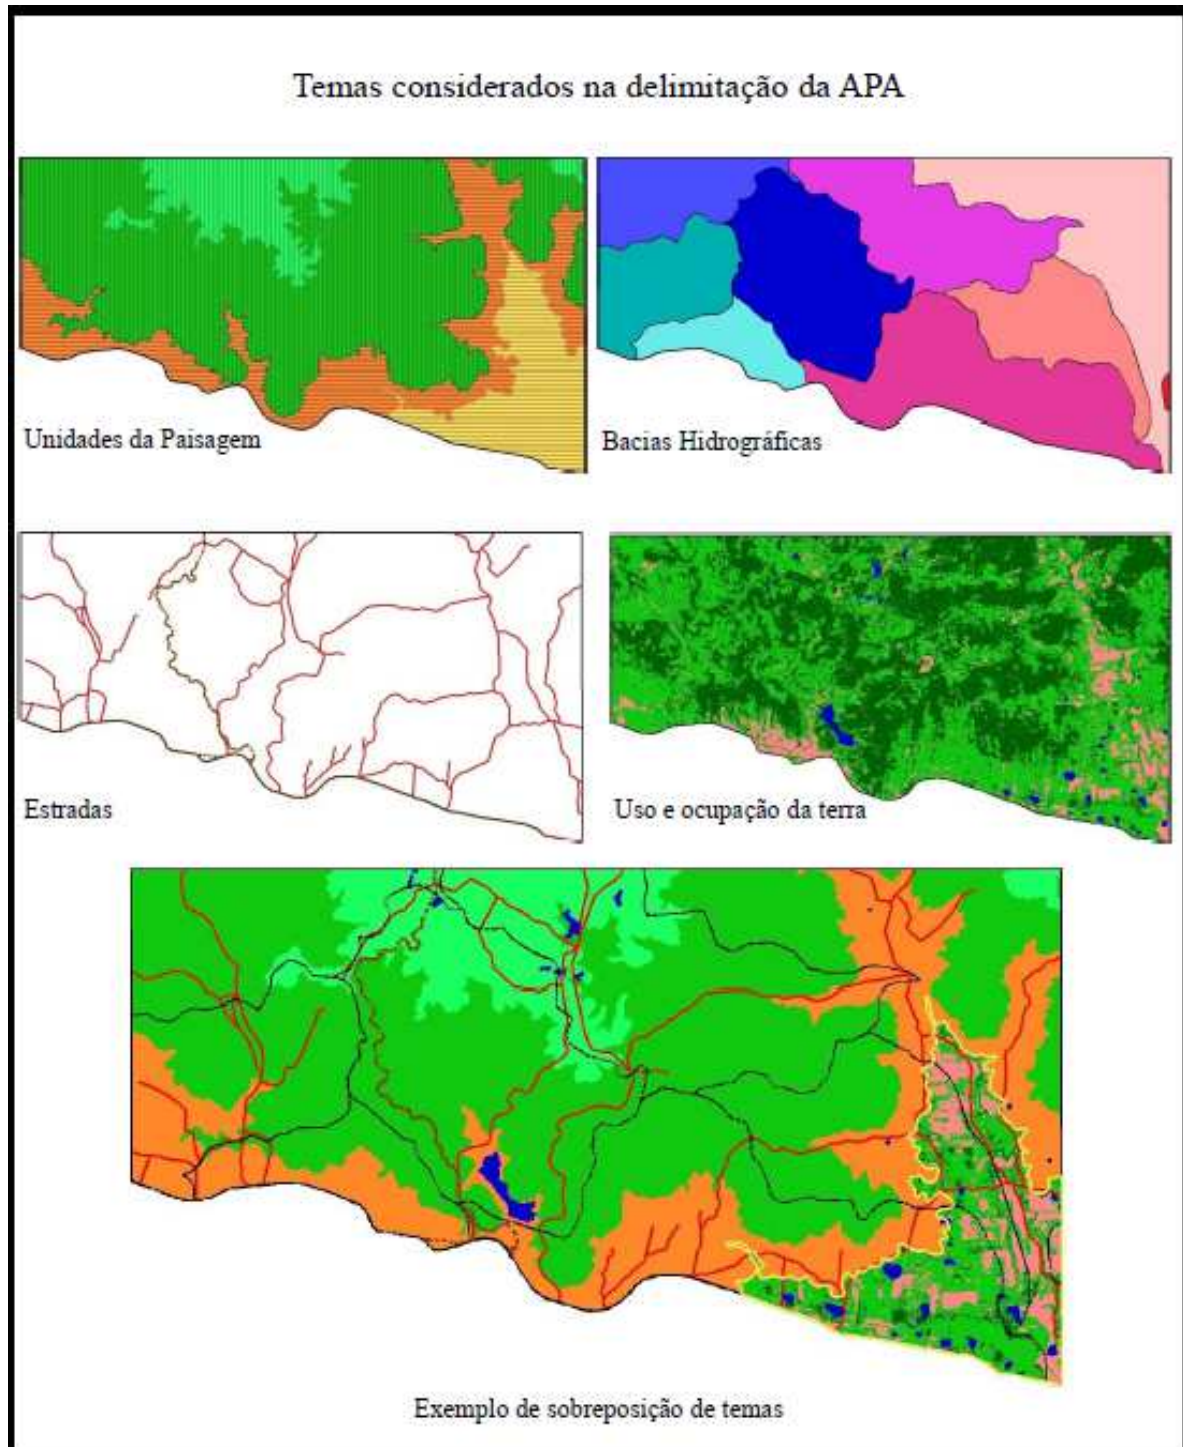 Temas considerados na delimitação da APA
Unidades da Paisagem
Bacias Hidrográficas
Estradas
Uso e ocupação da terra
Exemplo de sobreposição de temas